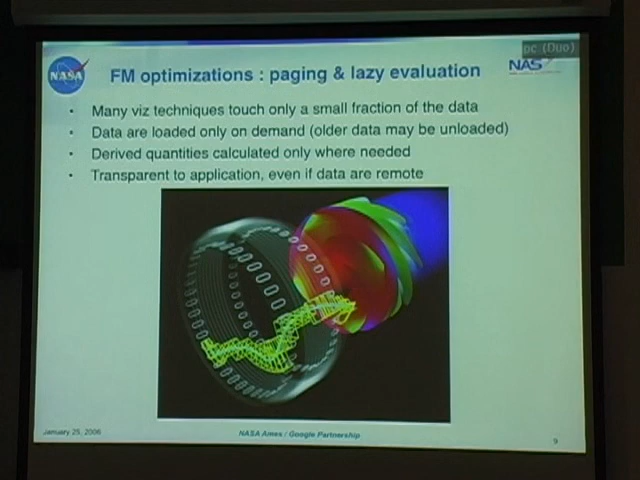 pc (Duo)
NASA
NAS
FM optimizations : paging & lazy evaluation
• Many viz techniques touch only a small fraction of the data
• Data are loaded only on demand (older data may be unloaded)
• Derived quantities calculated only where needed
• Transparent to application, even if data are remote
January 25, 2006
NASA Ames / Google Partnership
9